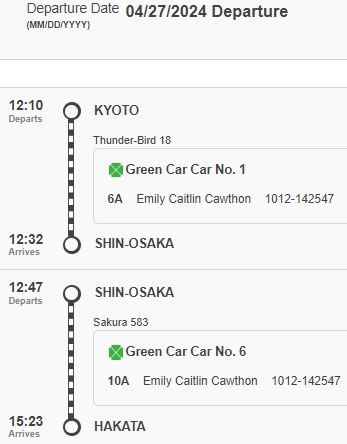 Departure Date 04/27/2024 Departure
(MM/DD/YYYY)
12:10 KYOTO
Departs
Thunder-Bird 18
Green Car Car No. 1
6A Emily Caitlin Cawthon 1012-142547
12:32 SHIN-OSAKA
Arrives
12:47 SHIN-OSAKA
Departs
Sakura 583
Green Car Car No. 6
10A Emily Caitlin Cawthon 1012-142547
15:23 HAKATA
Arrives